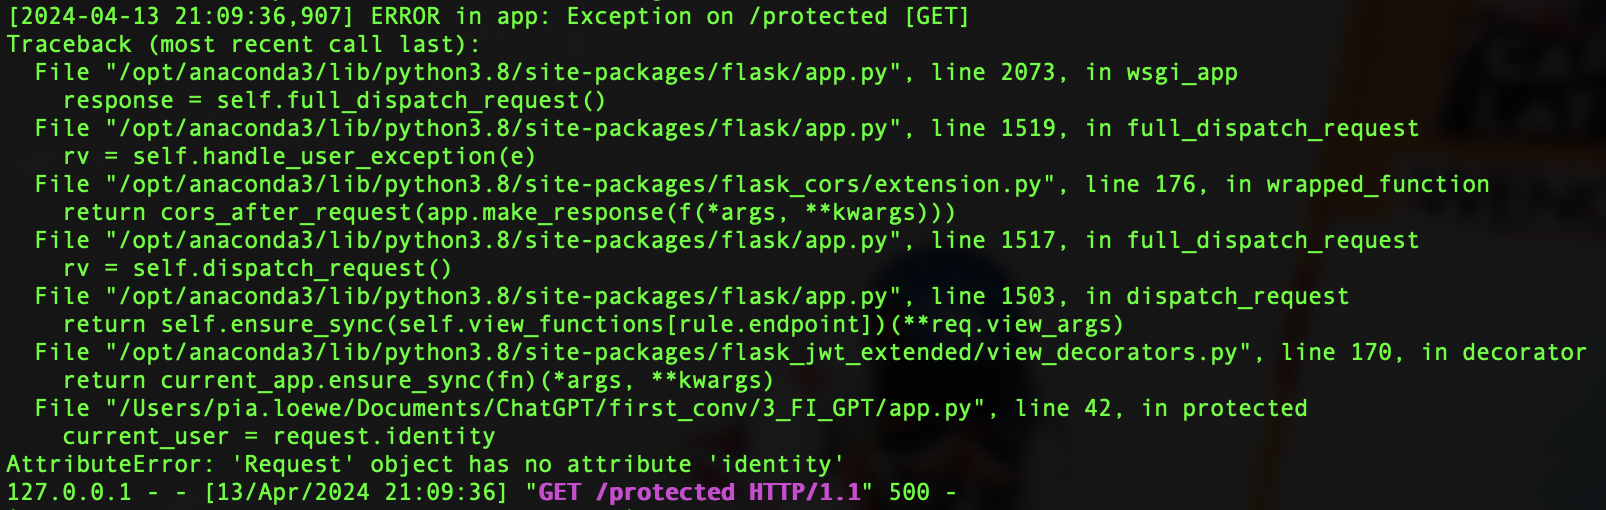 [2024-04-13 21:09:36,907] ERROR in app: Exception on /protected [GET]
Traceback (most recent call last):
  File "/opt/anaconda3/lib/python3.8/site-packages/flask/app.py", line 2073, in wsgi_app
    response = self.full_dispatch_request()
  File "/opt/anaconda3/lib/python3.8/site-packages/flask/app.py", line 1519, in full_dispatch_request
    rv = self.handle_user_exception(e)
  File "/opt/anaconda3/lib/python3.8/site-packages/flask_cors/extension.py", line 176, in wrapped_function
    return cors_after_request(app.make_response(f(*args, **kwargs)))
  File "/opt/anaconda3/lib/python3.8/site-packages/flask/app.py", line 1517, in full_dispatch_request
    rv = self.dispatch_request()
  File "/opt/anaconda3/lib/python3.8/site-packages/flask/app.py", line 1503, in dispatch_request
    return self.ensure_sync(self.view_functions[rule.endpoint])(**req.view_args)
  File "/opt/anaconda3/lib/python3.8/site-packages/flask_jwt_extended/view_decorators.py", line 170, in decorator
    return current_app.ensure_sync(fn)(*args, **kwargs)
  File "/Users/pia.loewe/Documents/ChatGPT/first_conv/3_FI_GPT/app.py", line 42, in protected
    current_user = request.identity
AttributeError: 'Request' object has no attribute 'identity'
127.0.0.1 - - [13/Apr/2024 21:09:36] "GET /protected HTTP/1.1" 500 -